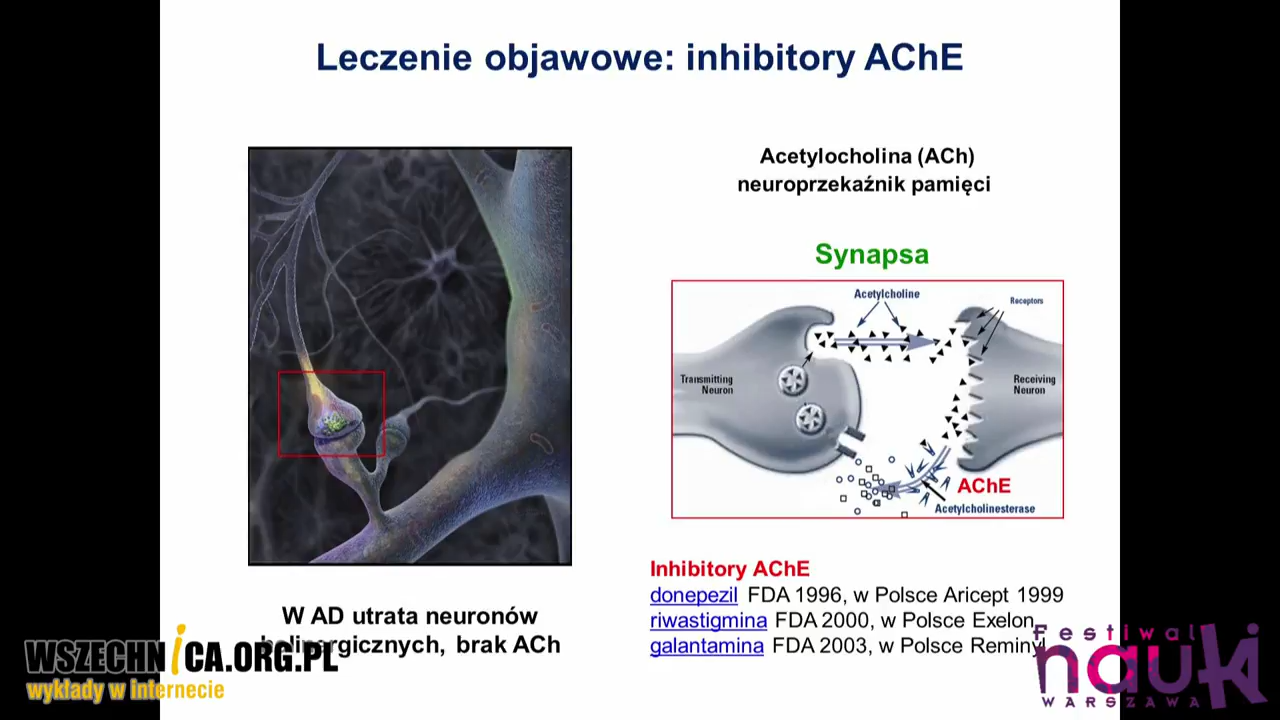 Leczenie objawowe: inhibitory AChE
Acetylocholina (ACh)
neuroprzekaźnik pamięci
Synapsa
Acetylcholine
Receptors
Transmitting
Neuron
Receiving
Neuron
AChE
Acetylcholinesterase
Inhibitory AChE
donepezil FDA 1996, w Polsce Aricept 1999
riwastigmina FDA 2000, w Polsce Exelon
galantamina FDA 2003, w Polsce Reminyl
W AD utrata neuronów
brak ACh
WSZECHNICA.ORG.PL
wykłady w internecie
Festiwal
nauki
WARSZAWA